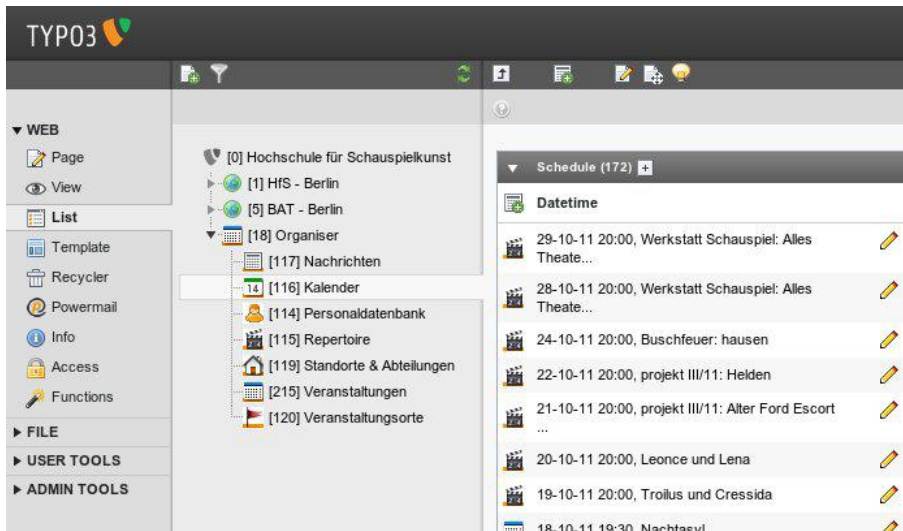 TYPO3
WEB
Page
View
List
Template
Recycler
Powermail
Info
Access
Functions
FILE
USER TOOLS
ADMIN TOOLS
[0] Hochschule für Schauspielkunst
[1] HfS - Berlin
[5] BAT - Berlin
[18] Organiser
[117] Nachrichten
14 [116] Kalender
[114] Personaldatenbank
[115] Repertoire
[119] Standorte & Abteilungen
[215] Veranstaltungen
[120] Veranstaltungsorte
Schedule (172)
Datetime
29-10-11 20:00, Werkstatt Schauspiel: Alles
Theate...
28-10-11 20:00, Werkstatt Schauspiel: Alles
Theate...
24-10-11 20:00, Buschfeuer: hausen
22-10-11 20:00, projekt III/11: Helden
21-10-11 20:00, projekt III/11: Alter Ford Escort
...
20-10-11 20:00, Leonce und Lena
19-10-11 20:00, Troilus und Cressida
18-10-11 19:30, Nachtasyl